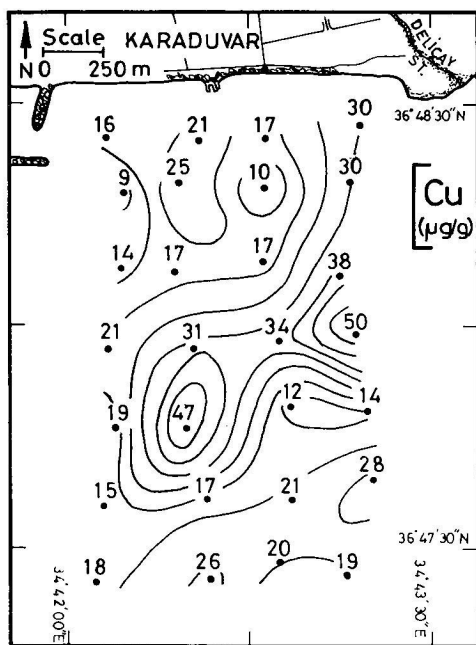 Scale KARADUVAR
N 0 250 m
DELİÇAY ST.
36° 48' 30" N
16 21 17 30
9 25 10 30
Cu
(µg/g)
14 17 17 38
21 31 34 50
19 47 12 14
15 17 21 28
36° 47' 30" N
18 26 20 19
34° 42' 00" E
34° 43' 30" E